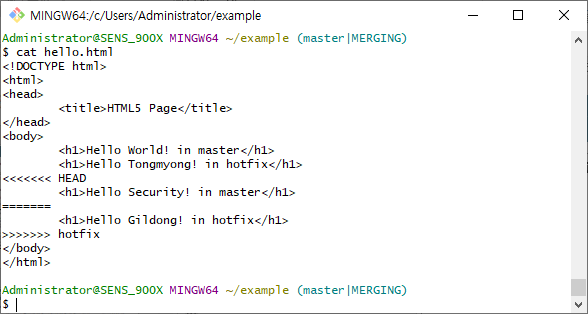 MINGW64:/c/Users/Administrator/example
Administrator@SENS_900X MINGW64 ~/example (master|MERGING)
$ cat hello.html
<!DOCTYPE html>
<html>
<head>
        <title>HTML5 Page</title>
</head>
<body>
        <h1>Hello World! in master</h1>
        <h1>Hello Tongmyong! in hotfix</h1>
<<<<<<< HEAD
        <h1>Hello Security! in master</h1>
=======
        <h1>Hello Gildong! in hotfix</h1>
>>>>>>> hotfix
</body>
</html>
Administrator@SENS_900X MINGW64 ~/example (master|MERGING)
$